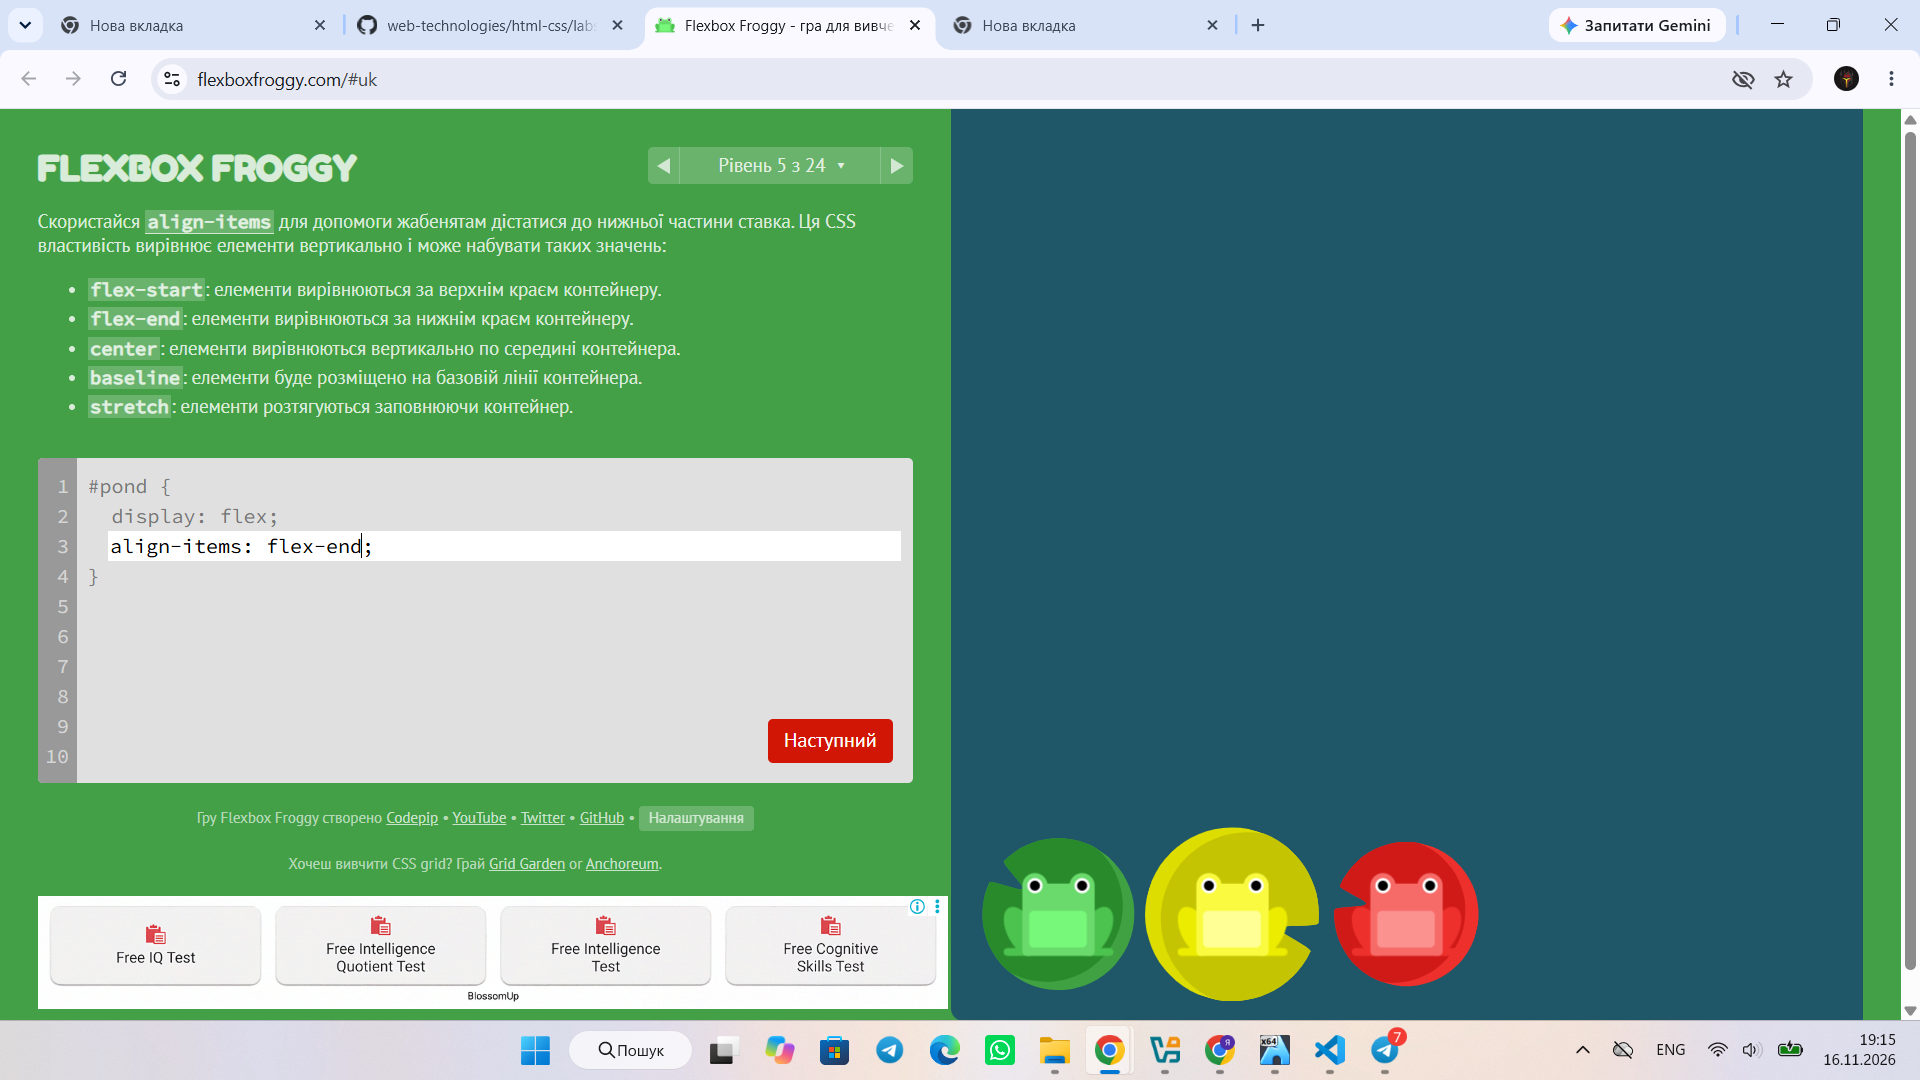 Нова вкладка
web-technologies/html-css/lab
Flexbox Froggy - гра для вивче
Нова вкладка
Запитати Gemini
flexboxfroggy.com/#uk
FLEXBOX FROGGY
Рівень 5 з 24
Скористайся align-items для допомоги жабенятам дістатися до нижньої частини ставка. Ця CSS
властивість вирівнює елементи вертикально і може набувати таких значень:
flex-start: елементи вирівнюються за верхнім краєм контейнеру.
flex-end: елементи вирівнюються за нижнім краєм контейнеру.
center: елементи вирівнюються вертикально по середині контейнера.
baseline: елементи буде розміщено на базовій лінії контейнера.
stretch: елементи розтягуються заповнюючи контейнер.
1 #pond {
2 display: flex;
3 align-items: flex-end;
4 }
5
6
7
8
9
10
Наступний
Гру Flexbox Froggy створено Codepip • YouTube • Twitter • GitHub • Налаштування
Хочеш вивчити CSS grid? Грай Grid Garden or Anchoreum.
Free IQ Test
Free Intelligence
Quotient Test
Free Intelligence
Test
Free Cognitive
Skills Test
BlossomUp
Пошук
Я
x64
7
ENG
19:15
16.11.2026